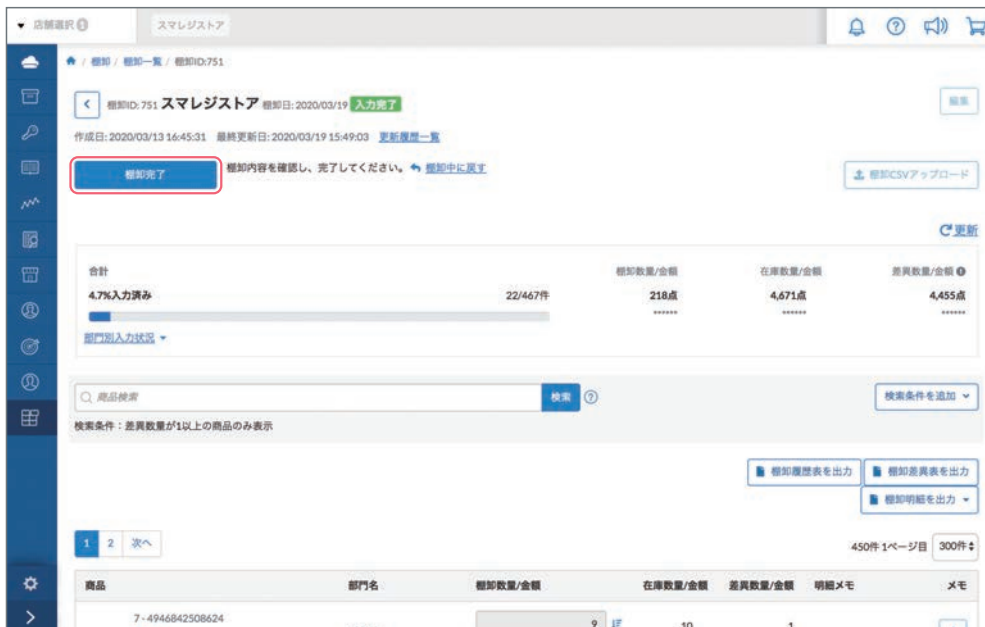 店舗選択
スマレジストア
/ 棚卸 / 棚卸一覧 / 棚卸ID:751
棚卸ID: 751 スマレジストア 棚卸日: 2020/03/19 入力完了
編集
作成日: 2020/03/13 16:45:31 最終更新日: 2020/03/19 15:49:03 更新履歴一覧
棚卸完了 棚卸内容を確認し、完了してください。 棚卸中に戻す
棚卸CSVアップロード
更新
合計 棚卸数量/金額 在庫数量/金額 差異数量/金額
4.7%入力済み 22/467件 218点 4,671点 4,455点
****** ****** ******
部門別入力状況
商品検索 検索 検索条件を追加
検索条件：差異数量が1以上の商品のみ表示
棚卸履歴表を出力 棚卸差異表を出力
棚卸明細を出力
1 2 次へ 450件 1ページ目 300件
商品 部門名 棚卸数量/金額 在庫数量/金額 差異数量/金額 明細メモ メモ
7 - 4946842508624 9 10 1